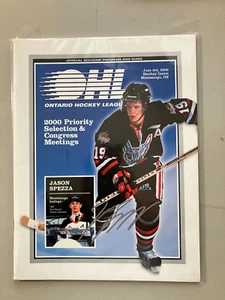 OFFICIAL SOUVENIR PROGRAM AND GUIDE
June 3rd, 2000
Hershey Centre
Mississauga, ON
OHL
ONTARIO HOCKEY LEAGUE
2000 Priority
Selection &
Congress
Meetings
19
A
19
JASON
SPEZZA
Mississauga
IceDogs